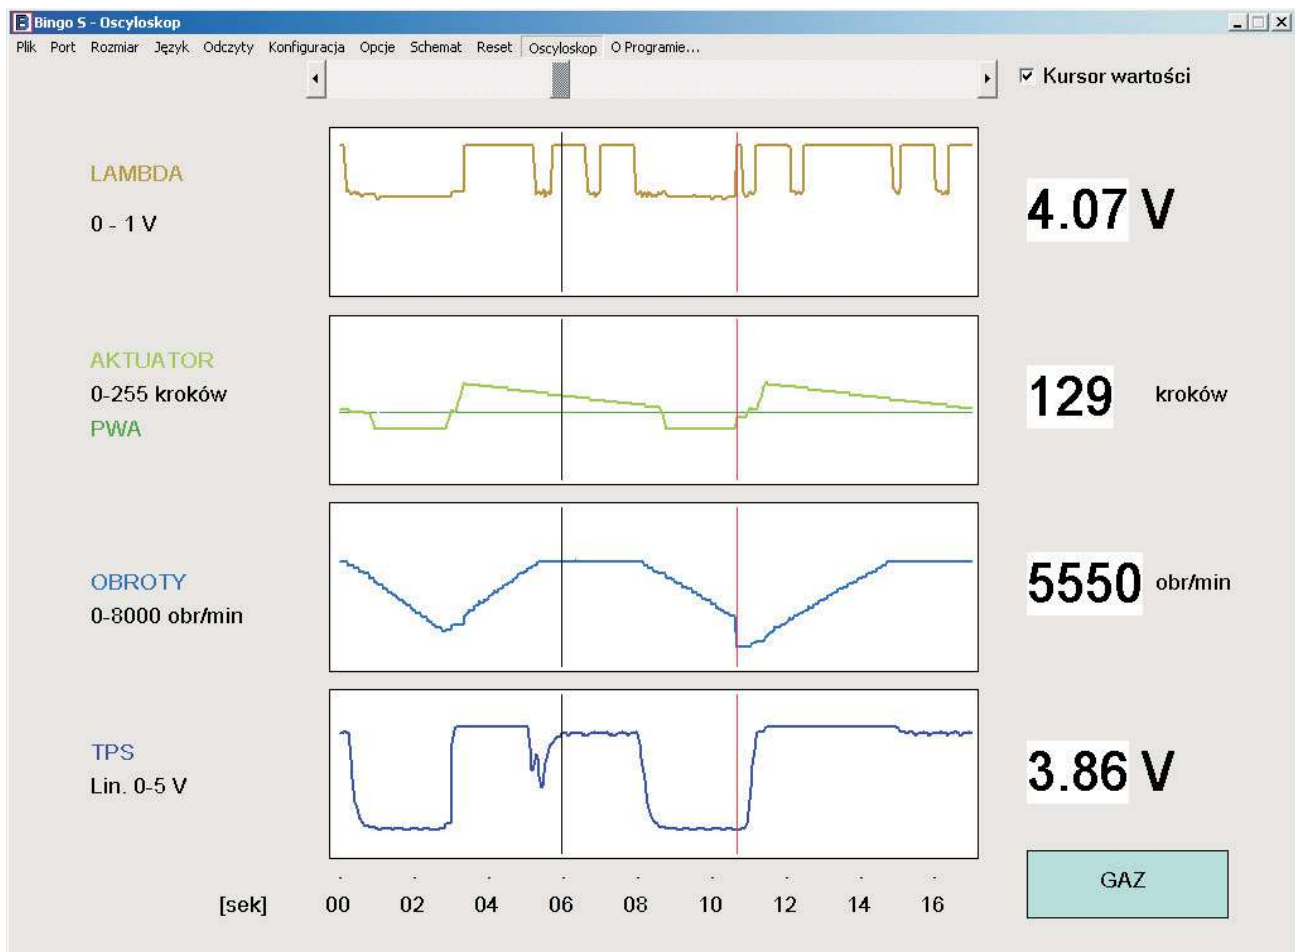 Bingo S - Oscyloskop
Plik Port Rozmiar Język Odczyty Konfiguracja Opcje Schemat Reset Oscyloskop O Programie...
Kursor wartości
LAMBDA
0 - 1 V
4.07 V
AKTUATOR
0-255 kroków
PWA
129 kroków
OBROTY
0-8000 obr/min
5550 obr/min
TPS
Lin. 0-5 V
3.86 V
GAZ
[sek] 00 02 04 06 08 10 12 14 16